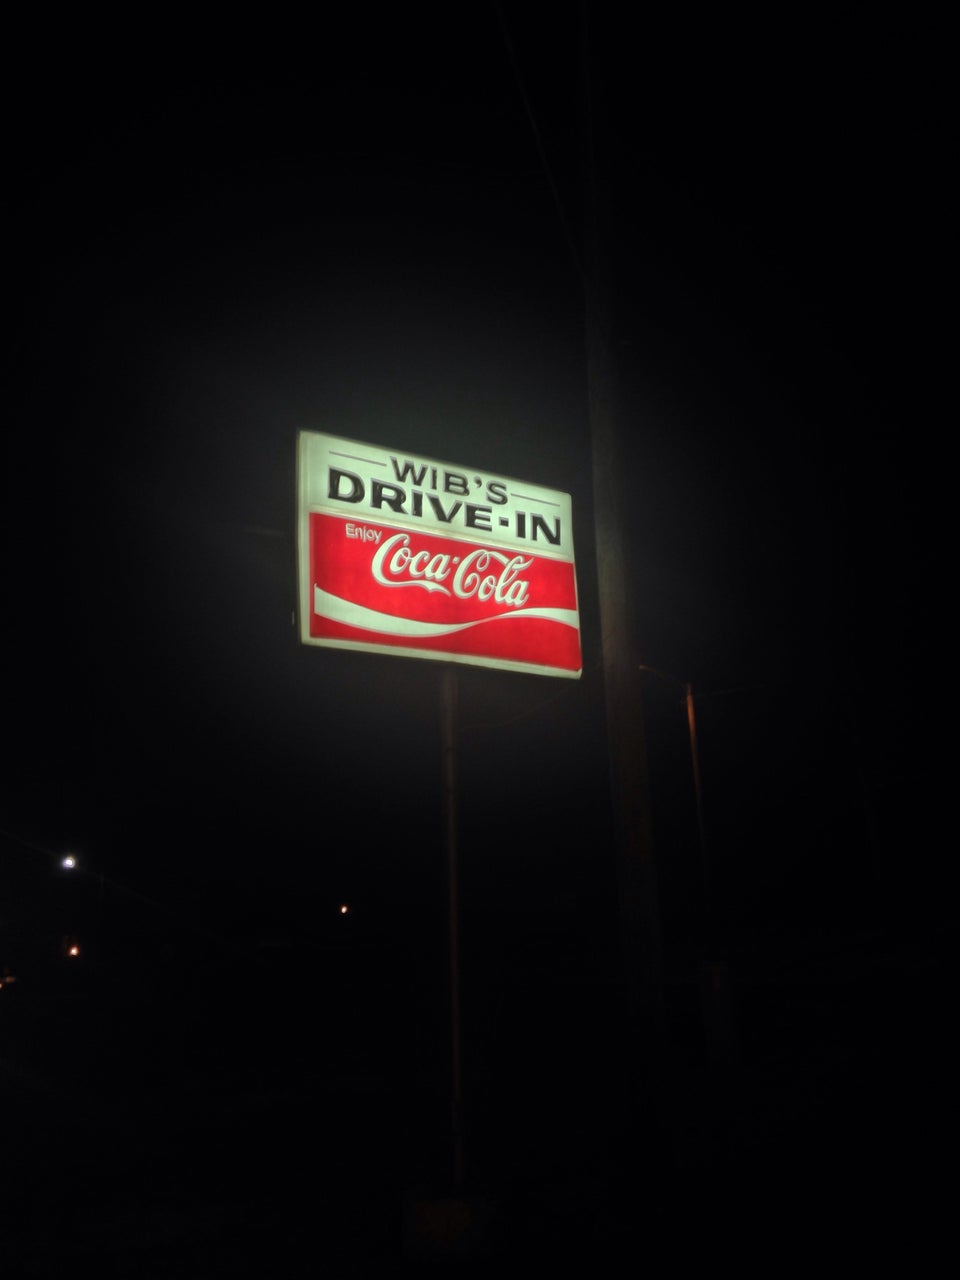 WIB'S
DRIVE-IN
Enjoy
Coca-Cola